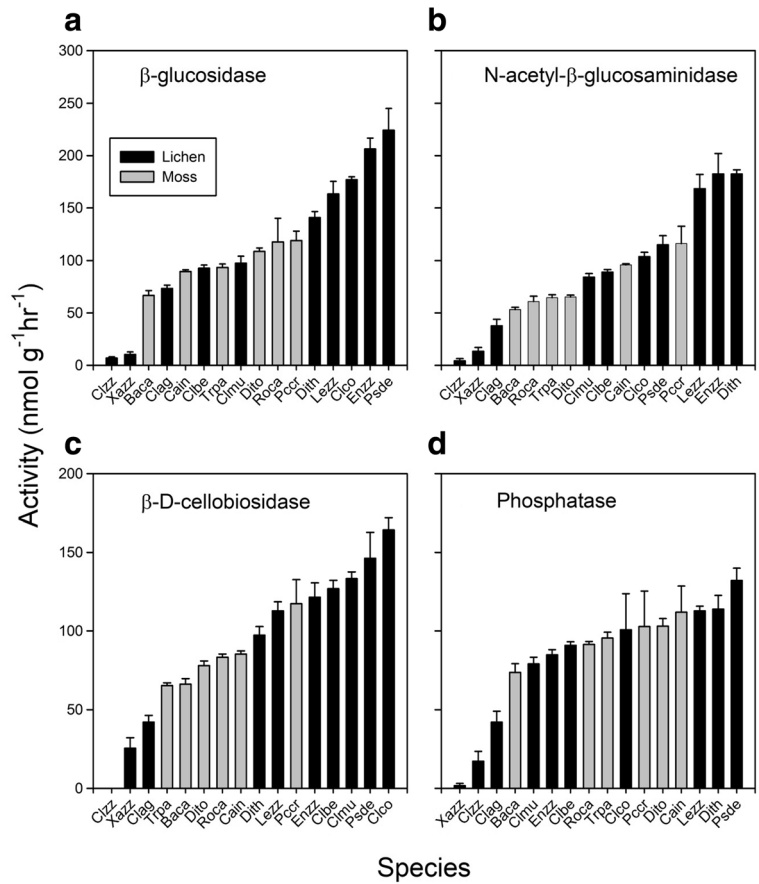 a
β-glucosidase
Lichen
Moss
300
250
200
150
100
50
0
Clzz Xazz Baca Clag Cain Clbe Trpa Clmu Dito Roca Pccr Dith Lezz Clco Enzz Psde
b
N-acetyl-β-glucosaminidase
Clzz Xazz Clag Baca Roca Trpa Dito Clmu Clbe Cain Clco Psde Pccr Lezz Enzz Dith
c
β-D-cellobiosidase
200
150
100
50
0
Clzz Xazz Clag Trpa Baca Dito Roca Cain Dith Lezz Pccr Enzz Clbe Clmu Psde Clco
d
Phosphatase
Xazz Clzz Clag Baca Clmu Enzz Clbe Roca Trpa Clco Pccr Dito Cain Lezz Dith Psde
Activity (nmol g⁻¹hr⁻¹)
Species